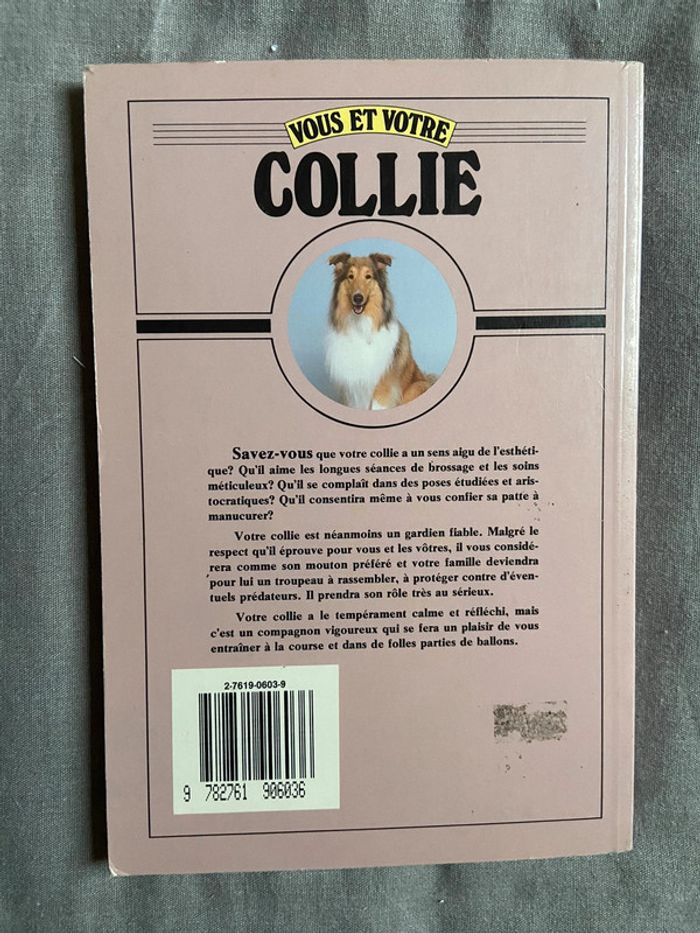 VOUS ET VOTRE
COLLIE
Savez-vous que votre collie a un sens aigu de l'esthéti-
que? Qu'il aime les longues séances de brossage et les soins
méticuleux? Qu'il se complaît dans des poses étudiées et aris-
tocratiques? Qu'il consentira même à vous confier sa patte à
manucurer?
Votre collie est néanmoins un gardien fiable. Malgré le
respect qu'il éprouve pour vous et les vôtres, il vous considé-
rera comme son mouton préféré et votre famille deviendra
pour lui un troupeau à rassembler, à protéger contre d'éven-
tuels prédateurs. Il prendra son rôle très au sérieux.
Votre collie a le tempérament calme et réfléchi, mais
c'est un compagnon vigoureux qui se fera un plaisir de vous
entraîner à la course et dans de folles parties de ballons.
2-7619-0603-9
9 782761 906036